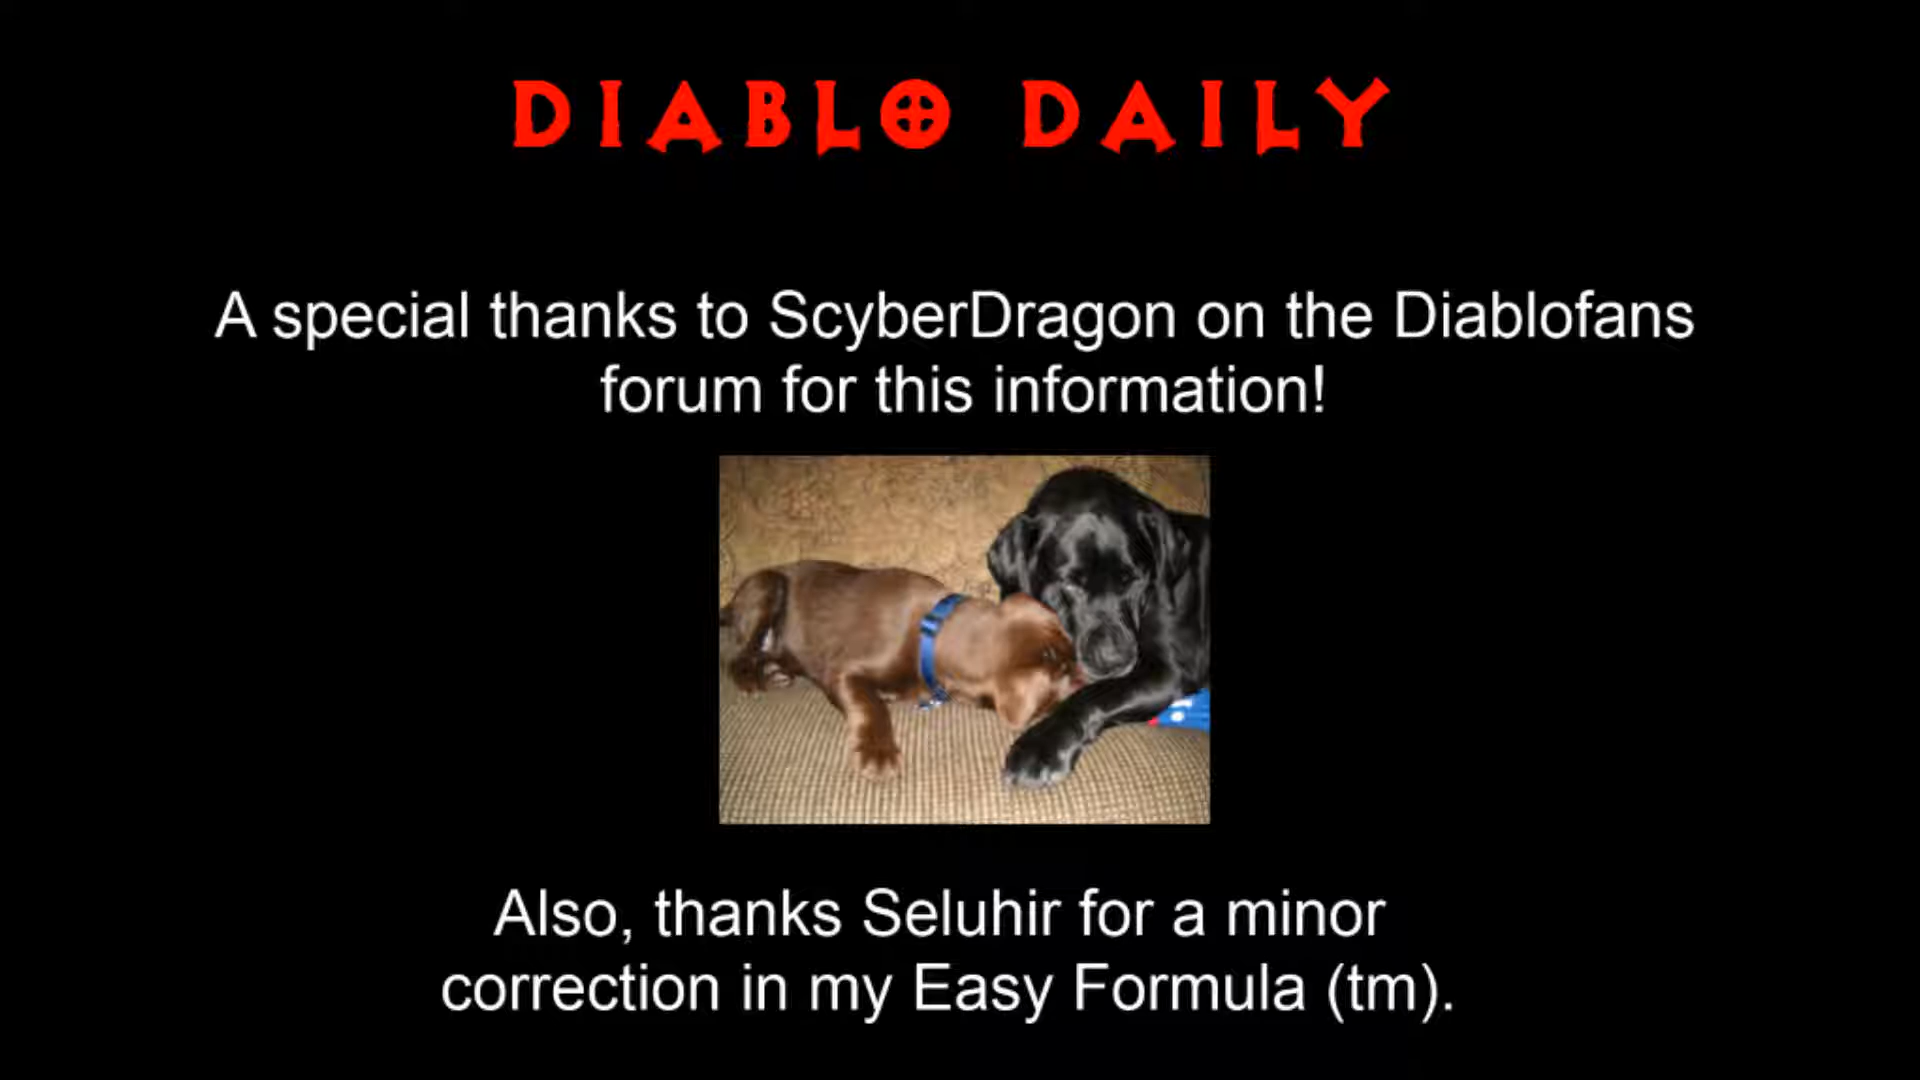 DIABLO DAILY
A special thanks to ScyberDragon on the Diablofans
forum for this information!
Also, thanks Seluhir for a minor
correction in my Easy Formula (tm).